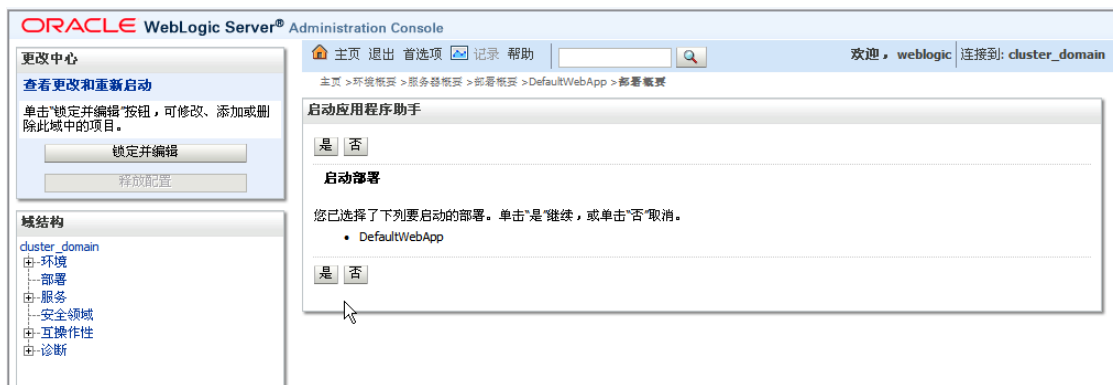 ORACLE WebLogic Server® Administration Console
更改中心
查看更改和重新启动
单击"锁定并编辑"按钮，可修改、添加或删
除此域中的项目。
锁定并编辑
释放配置
域结构
cluster_domain
环境
部署
服务
安全领域
互操作性
诊断
主页 退出 首选项 记录 帮助
欢迎，weblogic 连接到: cluster_domain
主页 >环境概要 >服务器概要 >部署概要 >DefaultWebApp >部署概要
启动应用程序助手
是 否
启动部署
您已选择了下列要启动的部署。单击"是"继续，或单击"否"取消。
• DefaultWebApp
是 否